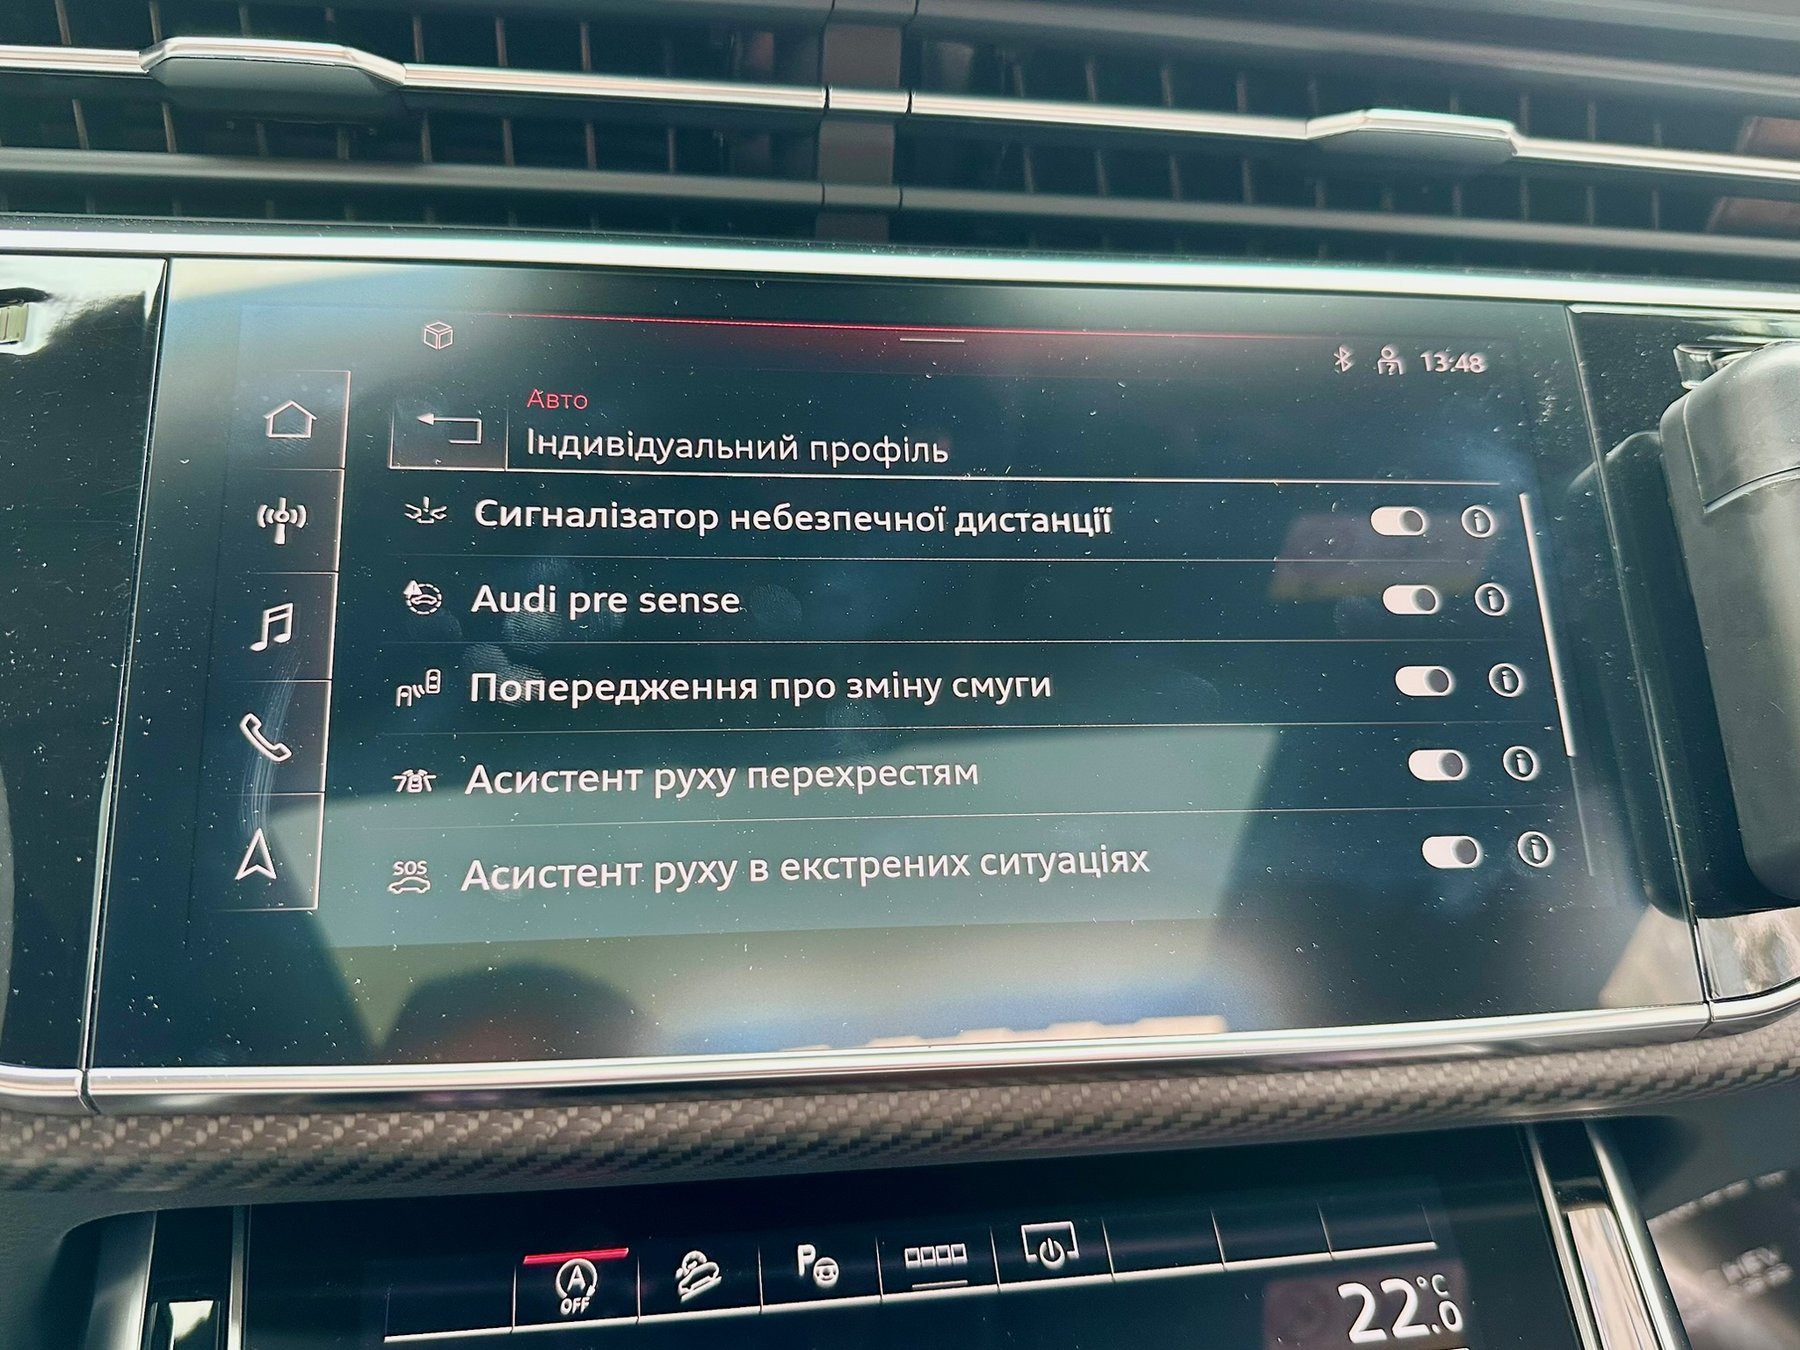 13:48
Авто
Індивідуальний профіль
Сигналізатор небезпечної дистанції
Audi pre sense
Попередження про зміну смуги
Асистент руху перехрестям
SOS
Асистент руху в екстрених ситуаціях
A
OFF
P
22.0 °C